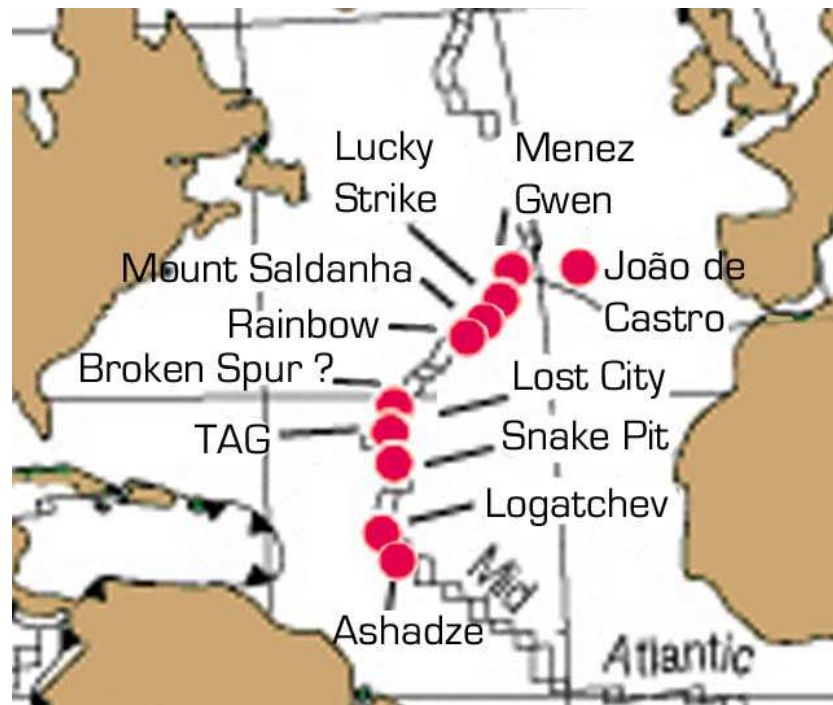 Lucky
Strike
Menez
Gwen
Mount Saldanha
João de
Castro
Rainbow
Broken Spur ?
Lost City
TAG
Snake Pit
Logatchev
Mid
Ashadze
Atlantic